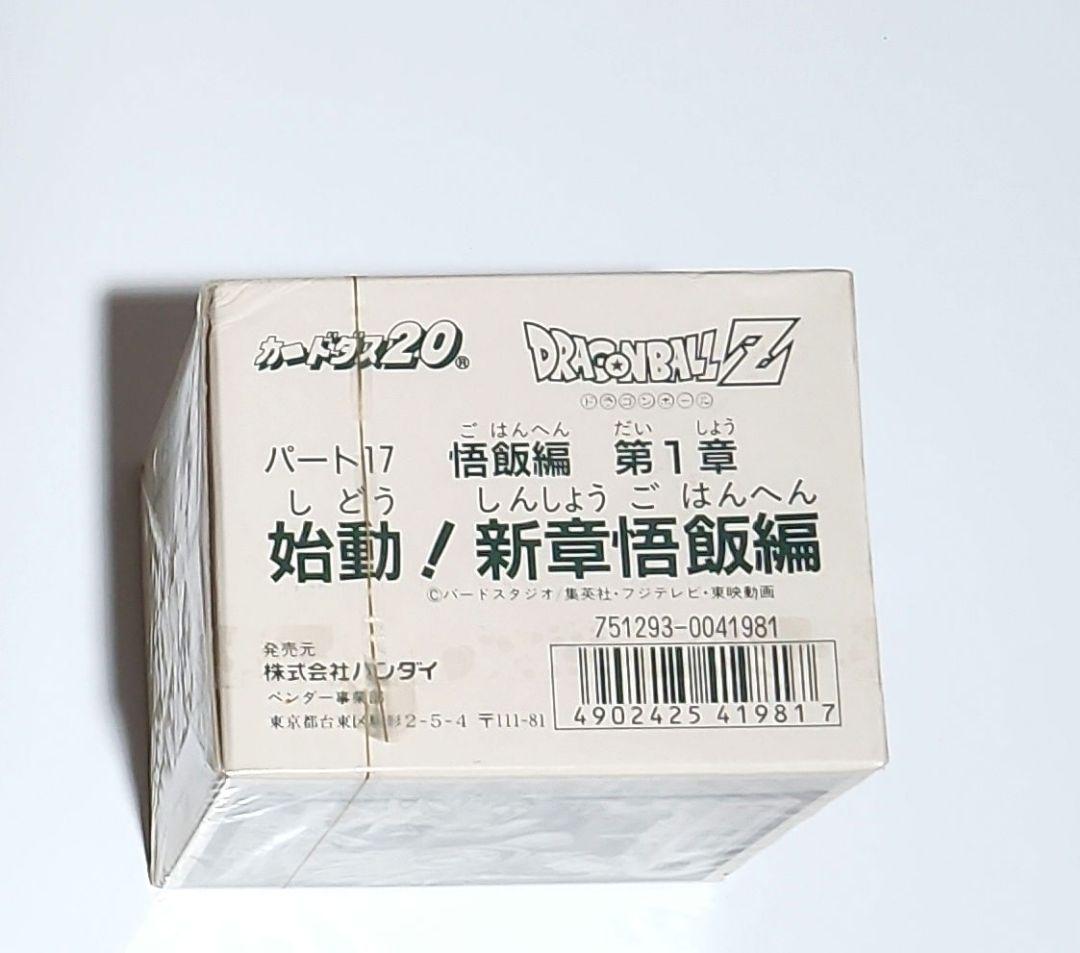 カードダス20®
DRAGONBALL Z
ドラゴンボール
ご はんへん だい しょう
パート17 悟飯編 第1章
しどう しんしょう ご はんへん
始動! 新章悟飯編
©バードスタジオ/集英社・フジテレビ・東映動画
751293-0041981
発売元
株式会社バンダイ
ベンダー事業部
東京都台東区駒形2-5-4 〒111-81
4902425 419817